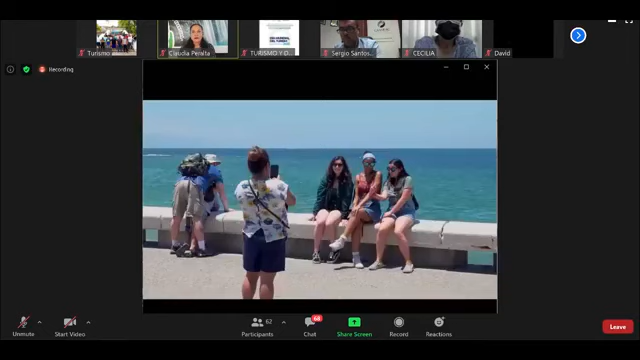 Turismo
Claudia Peralta
TURISMO Y D
Sergio Santos
CECILIA
David
Recording
Unmute
Start Video
Participants
62
Chat
68
Share Screen
Record
Reactions
Leave